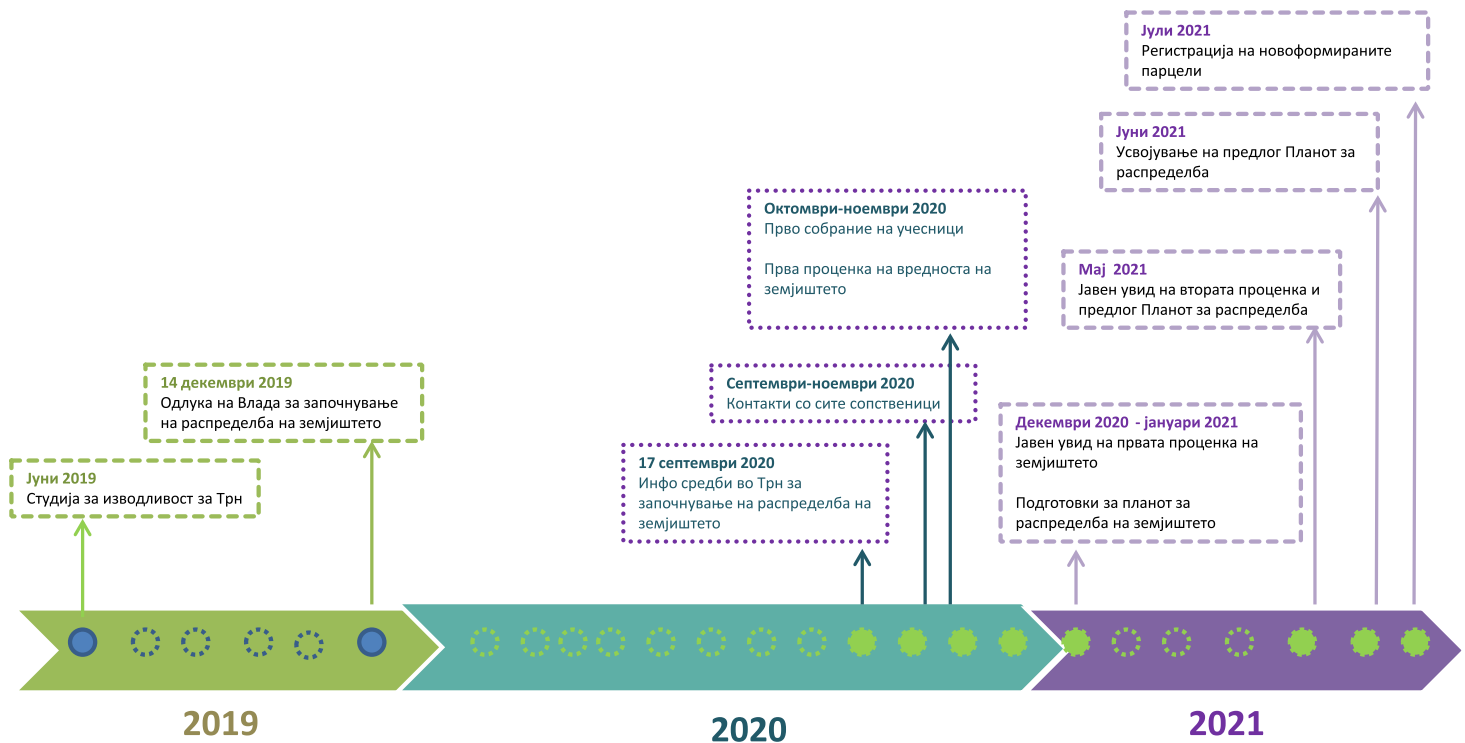 Јуни 2019
Студија за изводливост за Трн
14 декември 2019
Одлука на Влада за започнување
на распределба на земјиштето
17 септември 2020
Инфо средби во Трн за
започнување на распределба на
земјиштето
Септември-ноември 2020
Контакти со сите сопственици
Октомври-ноември 2020
Прво собрание на учесници
Прва проценка на вредноста на
земјиштето
Декември 2020 - јануари 2021
Јавен увид на првата проценка на
земјиштето
Подготовки за планот за
распределба на земјиштето
Мај 2021
Јавен увид на втората проценка и
предлог Планот за распределба
Јуни 2021
Усвојување на предлог Планот за
распределба
Јули 2021
Регистрација на новоформираните
парцели
2019
2020
2021